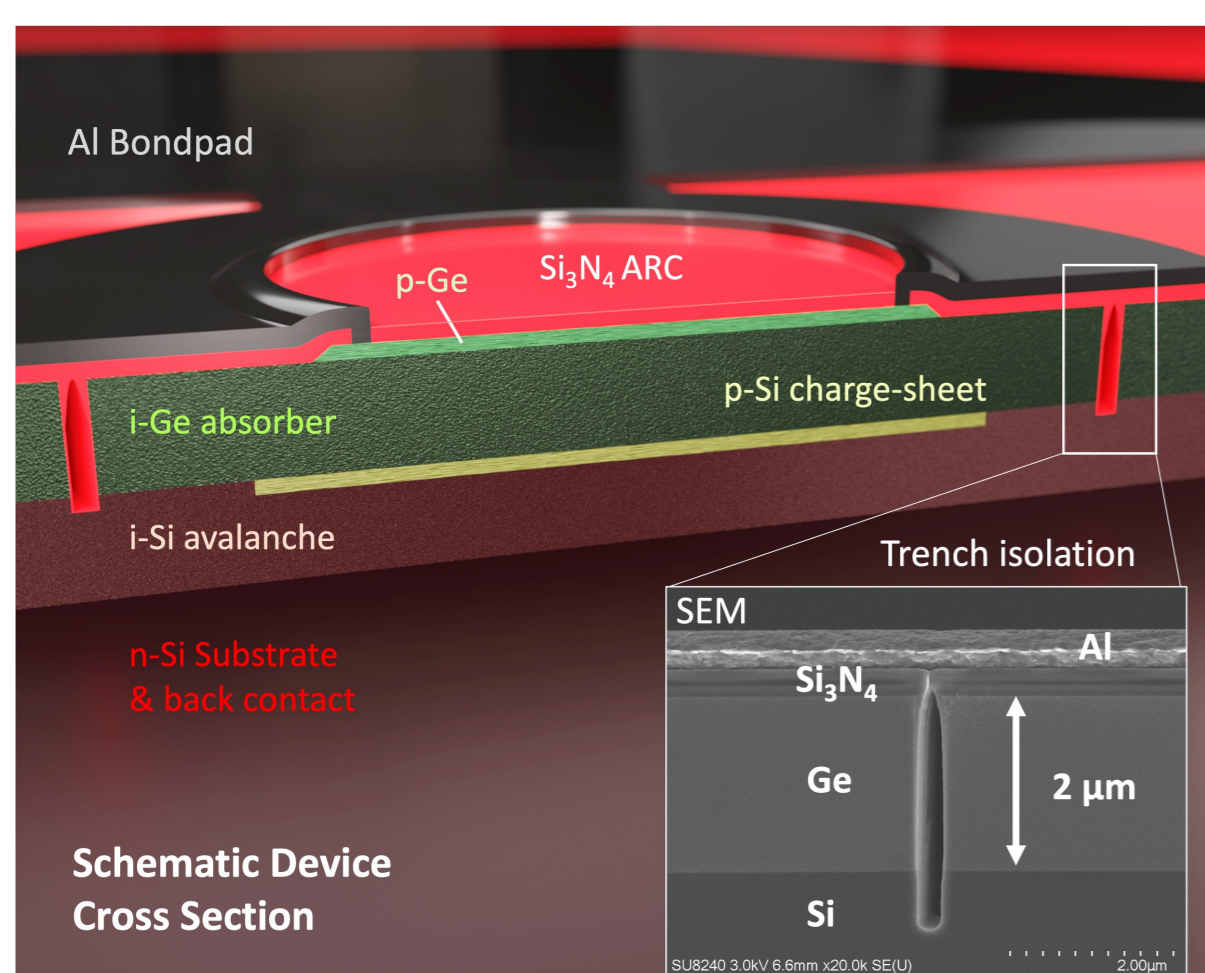 Al Bondpad
Si₃N₄ ARC
p-Ge
p-Si charge-sheet
i-Ge absorber
i-Si avalanche
Trench isolation
n-Si Substrate
& back contact
Schematic Device
Cross Section
SEM
Al
Si₃N₄
Ge
2 μm
Si
SU8240 3.0kV 6.6mm x20.0k SE(U)
2.00μm